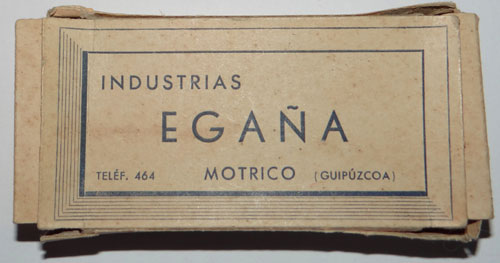 INDUSTRIAS
EGAÑA
TELÉF. 464 MOTRICO (GUIPÚZCOA)